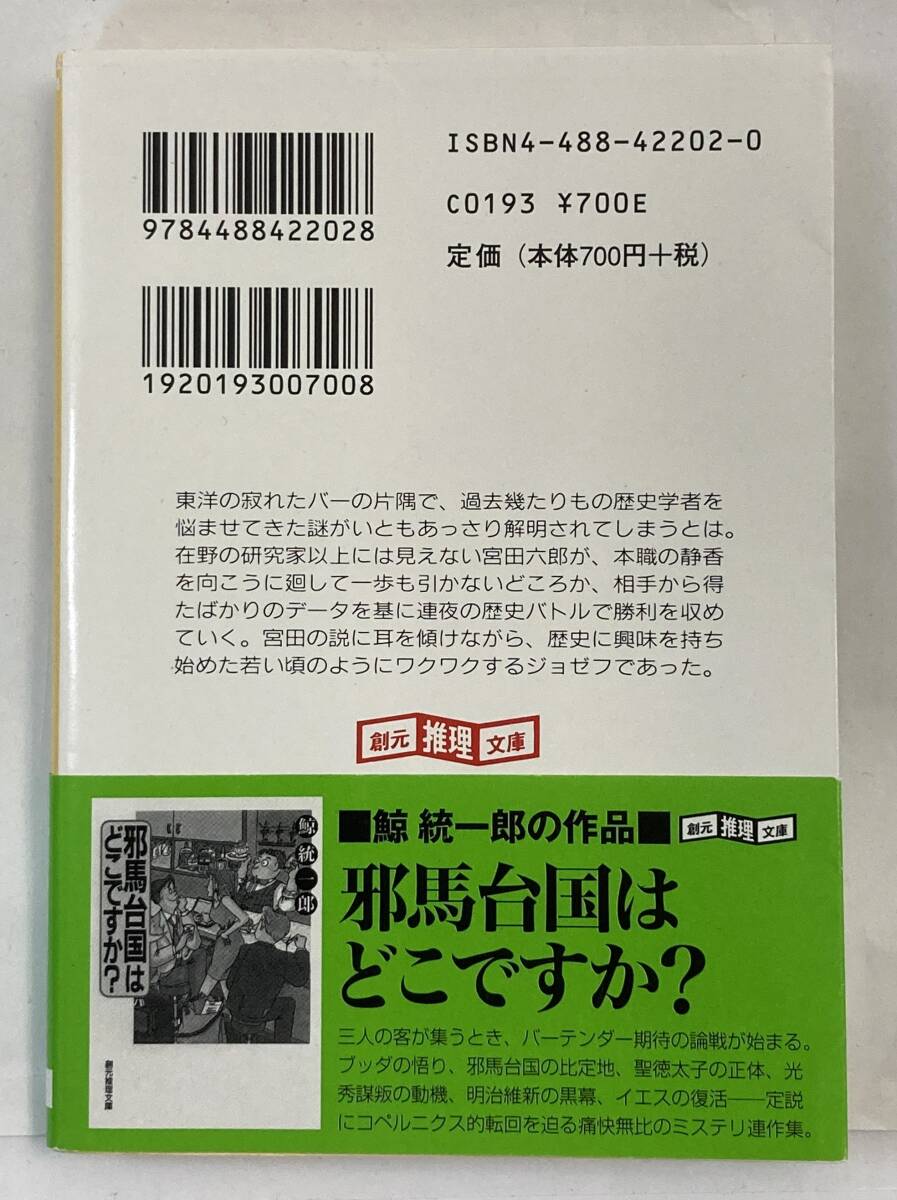 ISBN4-488-42202-0
9784488422028
C0193 ¥700E
定価（本体700円＋税）
1920193007008
東洋の寂れたバーの片隅で、過去幾たりもの歴史学者を
悩ませてきた謎がいともあっさり解明されてしまうとは。
在野の研究家以上には見えない宮田六郎が、本職の静香
を向こうに廻して一歩も引かないどころか、相手から得
たばかりのデータを基に連夜の歴史バトルで勝利を収め
ていく。宮田の説に耳を傾けながら、歴史に興味を持ち
始めた若い頃のようにワクワクするジョゼフであった。
創元推理文庫
鯨統一郎
邪馬台国は
どこですか？
創元推理文庫
■鯨 統一郎の作品■
創元推理文庫
邪馬台国は
どこですか？
三人の客が集うとき、バーテンダー期待の論戦が始まる。
ブッダの悟り、邪馬台国の比定地、聖徳太子の正体、光
秀謀叛の動機、明治維新の黒幕、イエスの復活――定説
にコペルニクス的転回を迫る痛快無比のミステリ連作集。